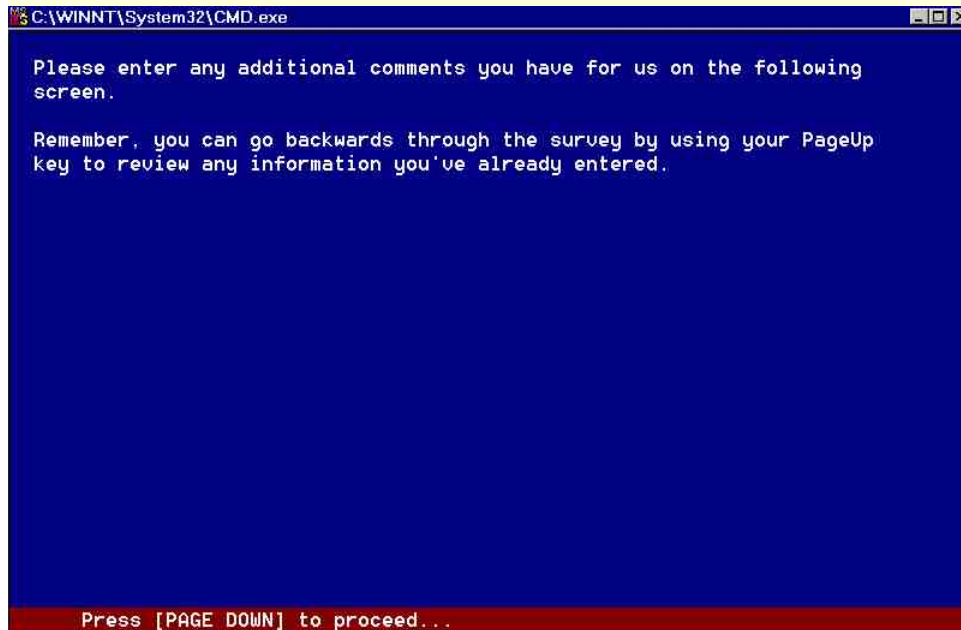 C:\WINNT\System32\CMD.exe
Please enter any additional comments you have for us on the following
screen.
Remember, you can go backwards through the survey by using your PageUp
key to review any information you've already entered.
Press [PAGE DOWN] to proceed...